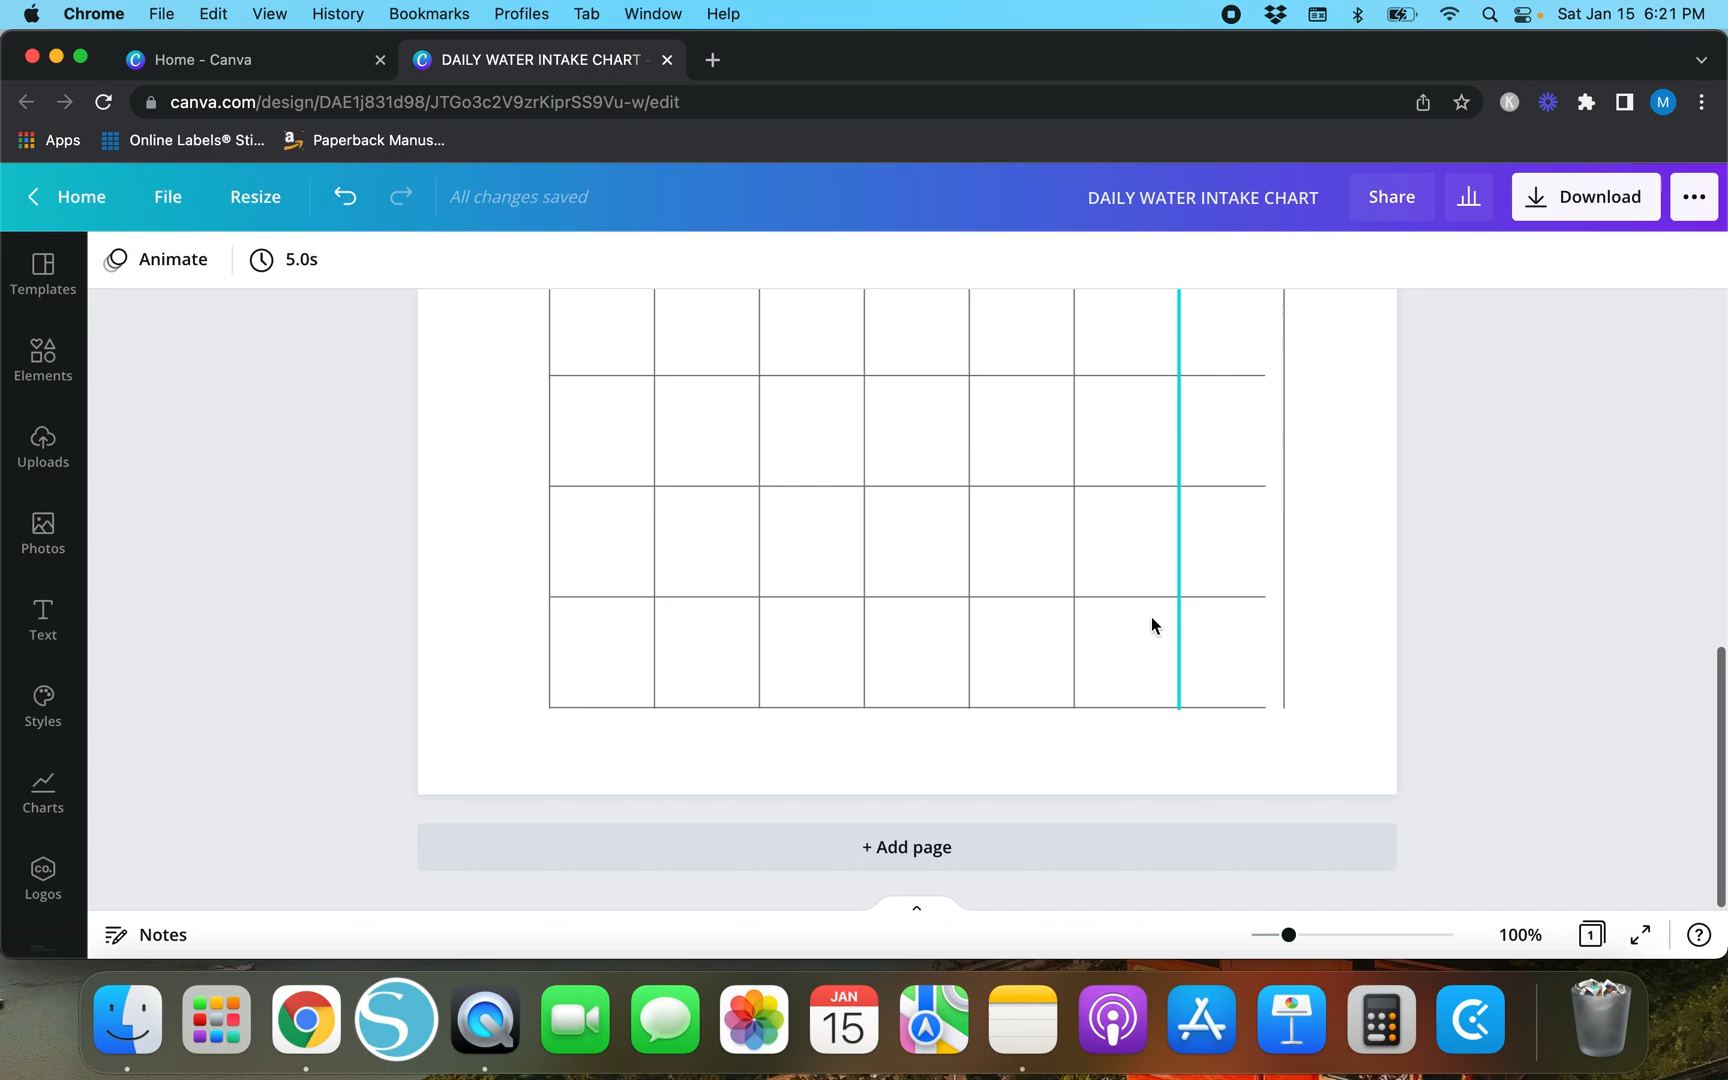 Chrome File Edit View History Bookmarks Profiles Tab Window Help Sat Jan 15 6:21 PM
Home - Canva DAILY WATER INTAKE CHART -
canva.com/design/DAE1j831d98/JTGo3c2V9zrKiprSS9Vu-w/edit K M
Apps Online Labels® Sti... a Paperback Manus...
Home File Resize All changes saved DAILY WATER INTAKE CHART Share Download
Animate 5.0s
Templates
Elements
Uploads
Photos
Text
Styles
Charts
CO.
Logos
+ Add page
Notes 100% 1 ?
S JAN
15